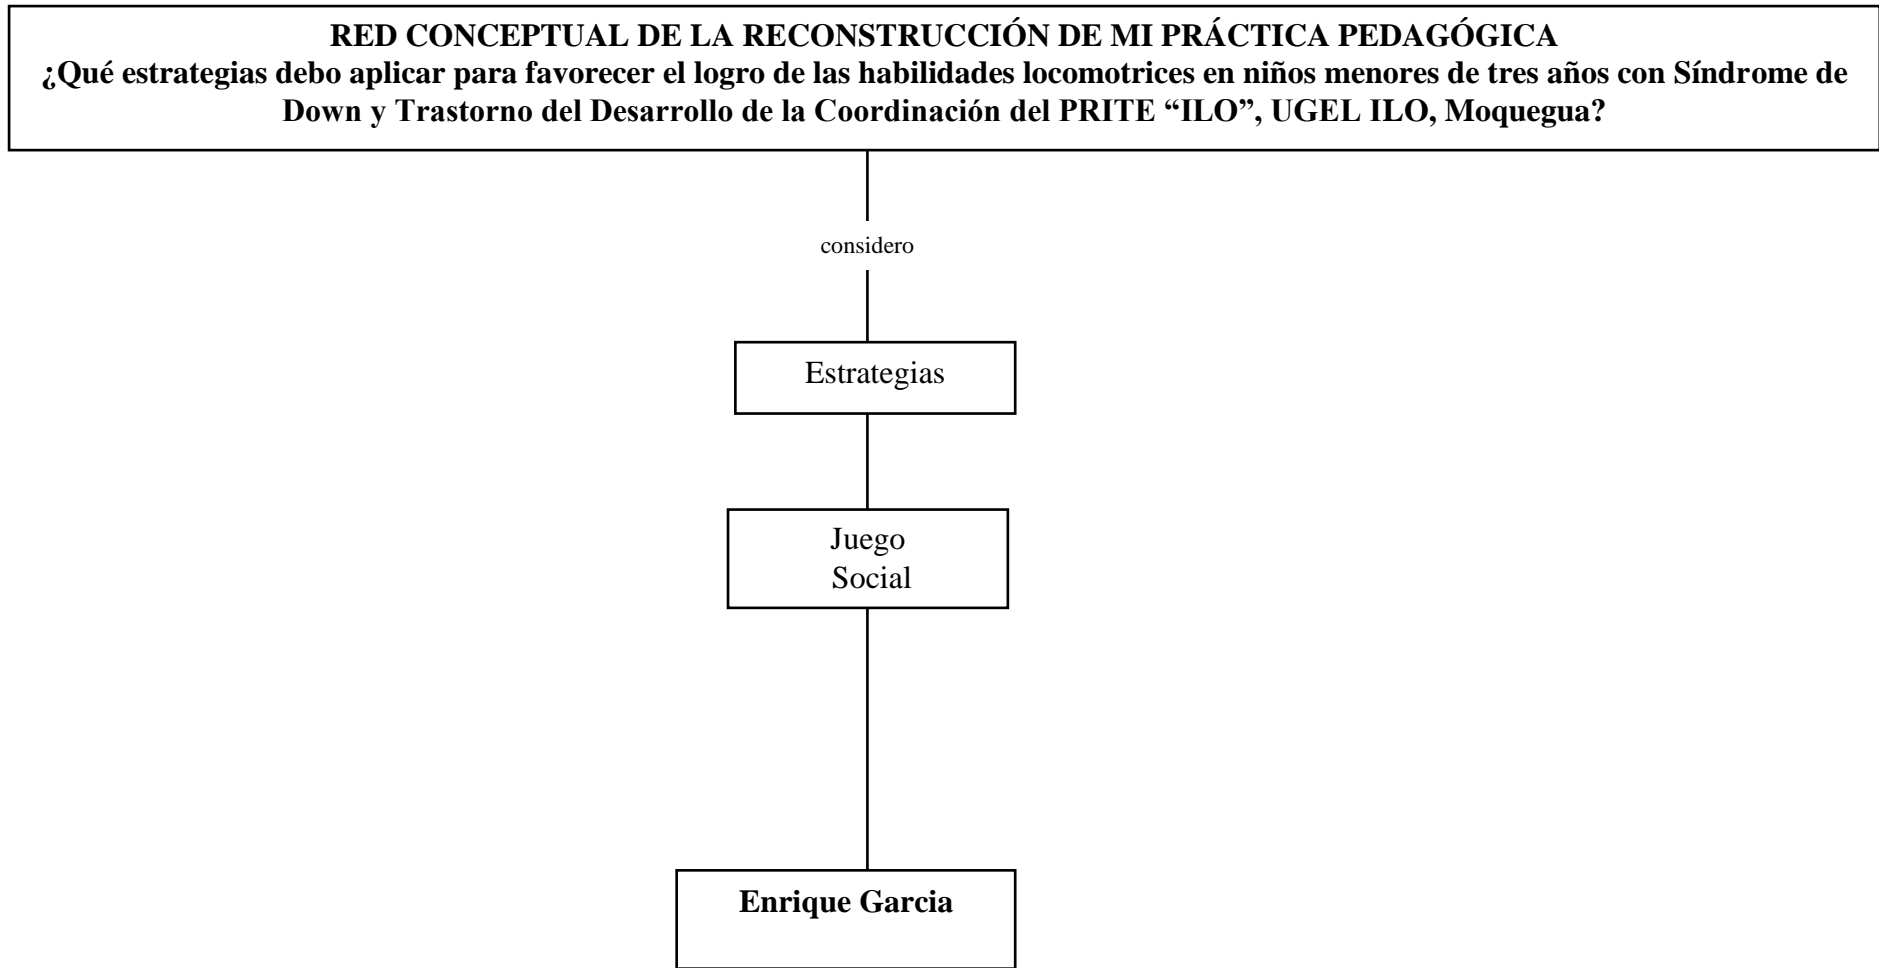 RED CONCEPTUAL DE LA RECONSTRUCCIÓN DE MI PRÁCTICA PEDAGÓGICA
¿Qué estrategias debo aplicar para favorecer el logro de las habilidades locomotrices en niños menores de tres años con Síndrome de
Down y Trastorno del Desarrollo de la Coordinación del PRITE “ILO”, UGEL ILO, Moquegua?
considero
Estrategias
Juego
Social
Enrique Garcia